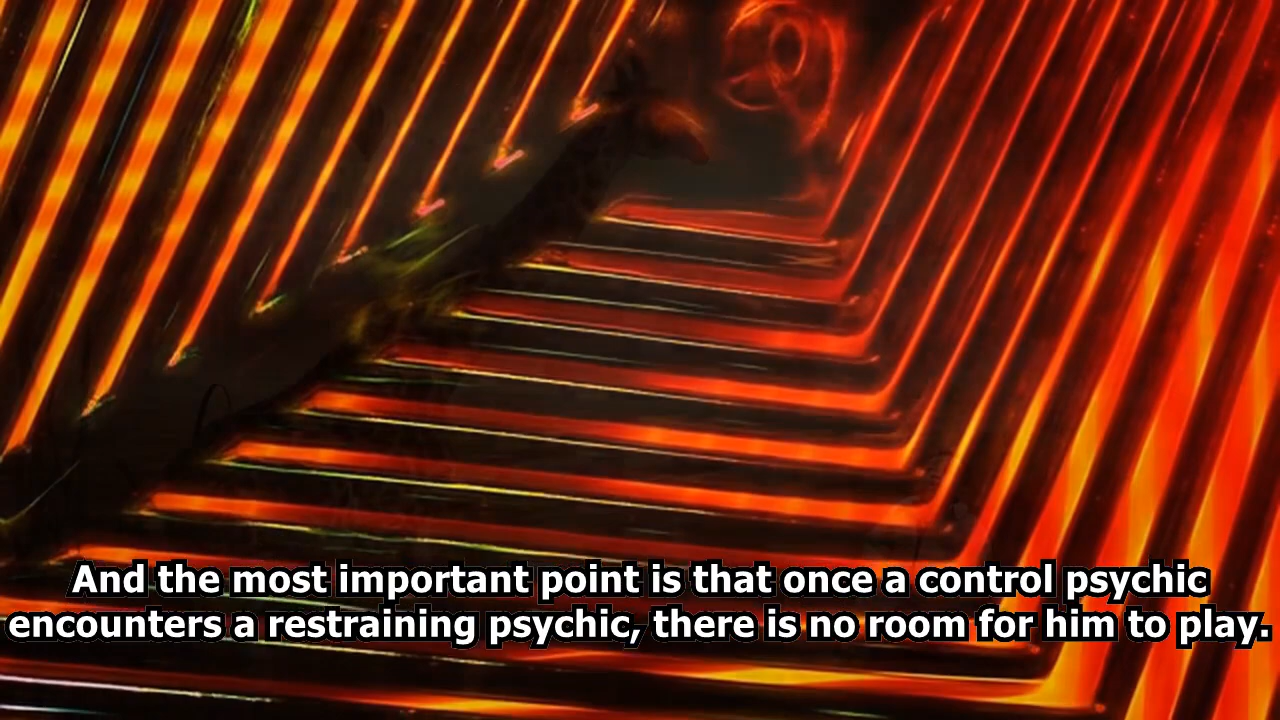 And the most important point is that once a control psychic
encounters a restraining psychic, there is no room for him to play.